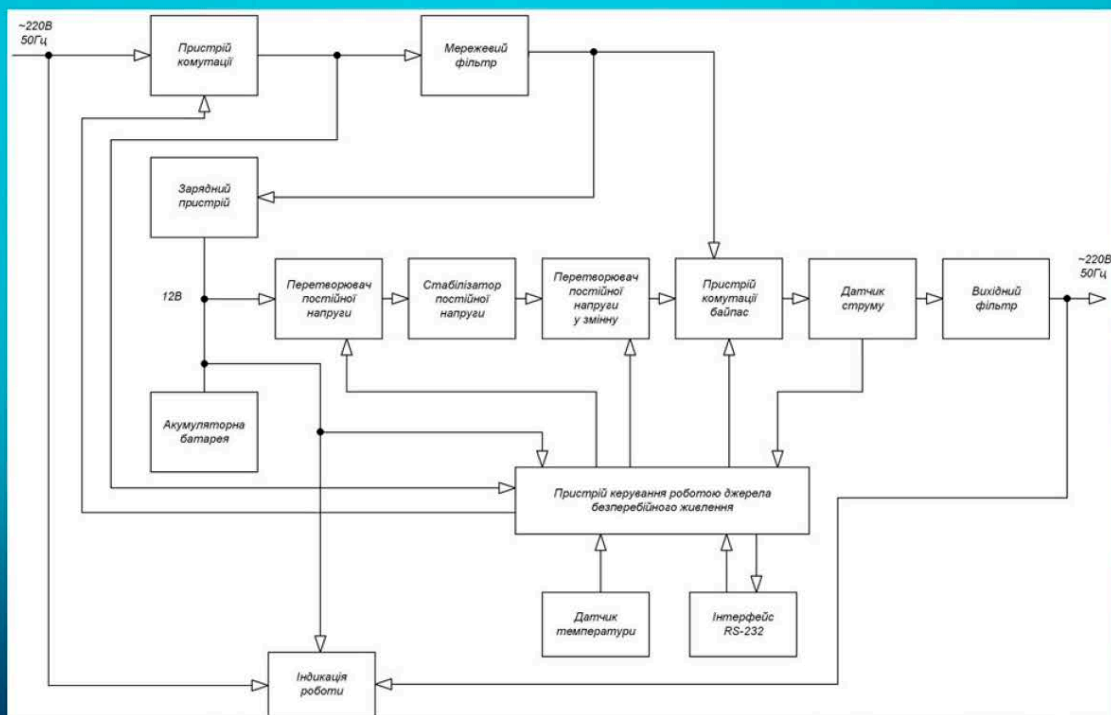 ~220В
50Гц
Пристрій
комутації
Мережевий
фільтр
Зарядний
пристрій
12В
Перетворювач
постійної
напруги
Стабілізатор
постійної
напруги
Перетворювач
постійної
напруги
у змінну
Пристрій
комутації
байпас
Датчик
струму
Вихідний
фільтр
~220В
50Гц
Акумуляторна
батарея
Пристрій керування роботою джерела
безперебійного живлення
Датчик
температури
Інтерфейс
RS-232
Індикація
роботи